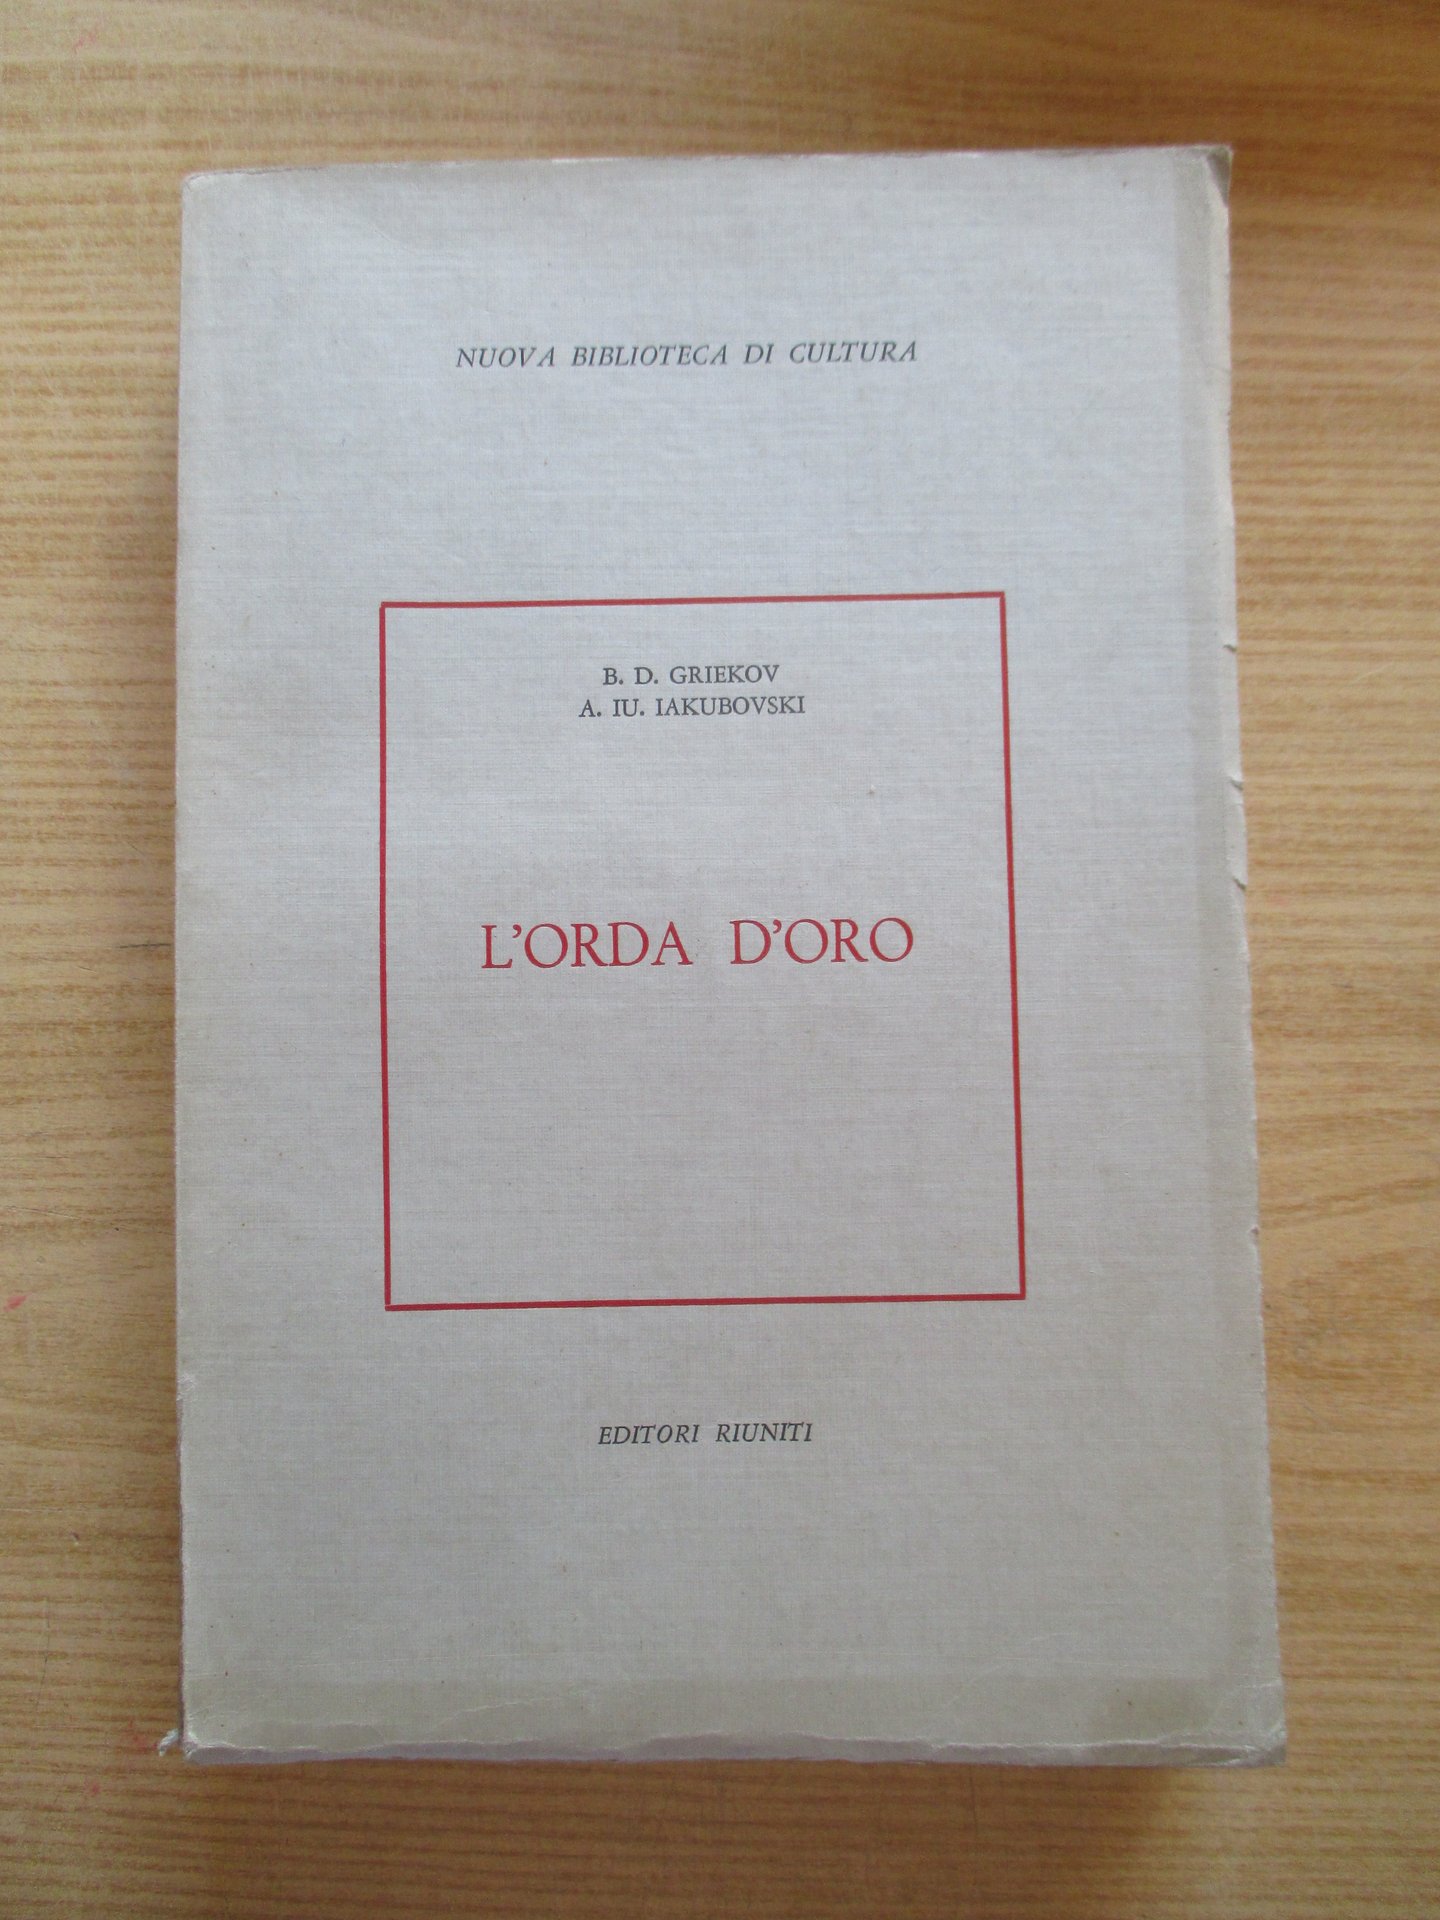 NUOVA BIBLIOTECA DI CULTURA
B. D. GRIEKOV
A. IU. IAKUBOVSKI
L'ORDA D'ORO
EDITORI RIUNITI